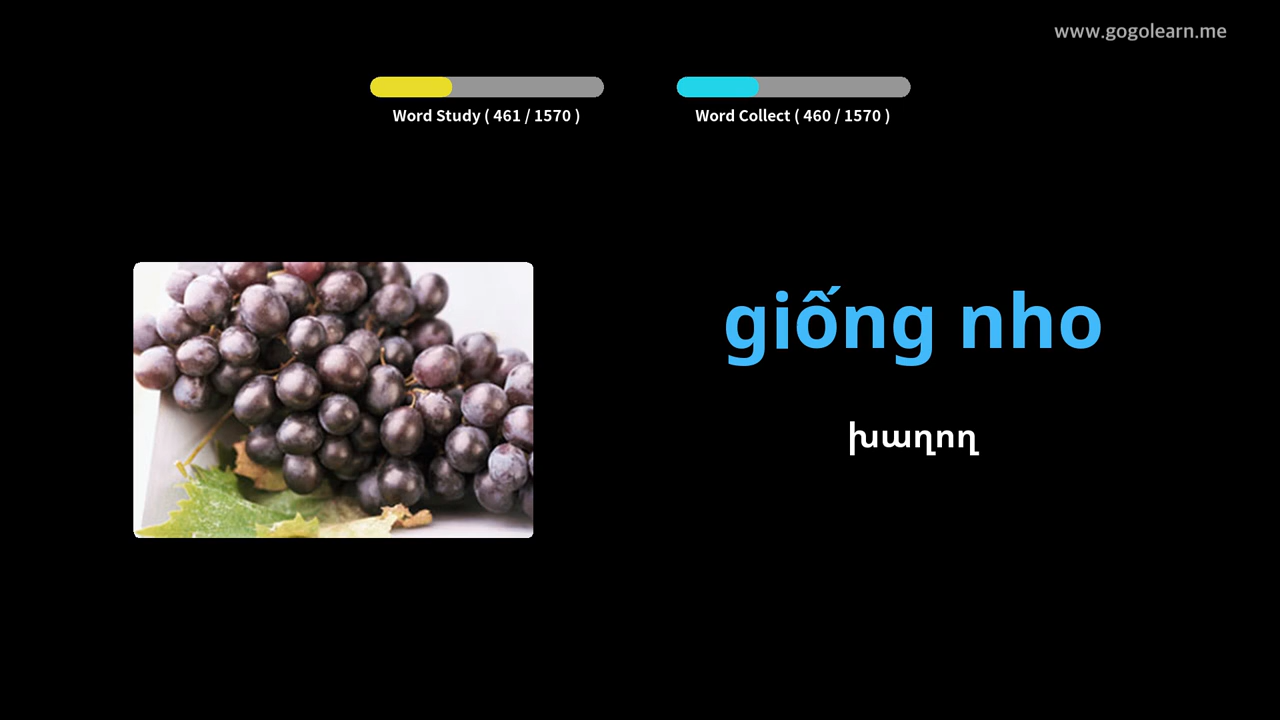 www.gogolearn.me
Word Study ( 461 / 1570 )
Word Collect ( 460 / 1570 )
giống nho
խաղող